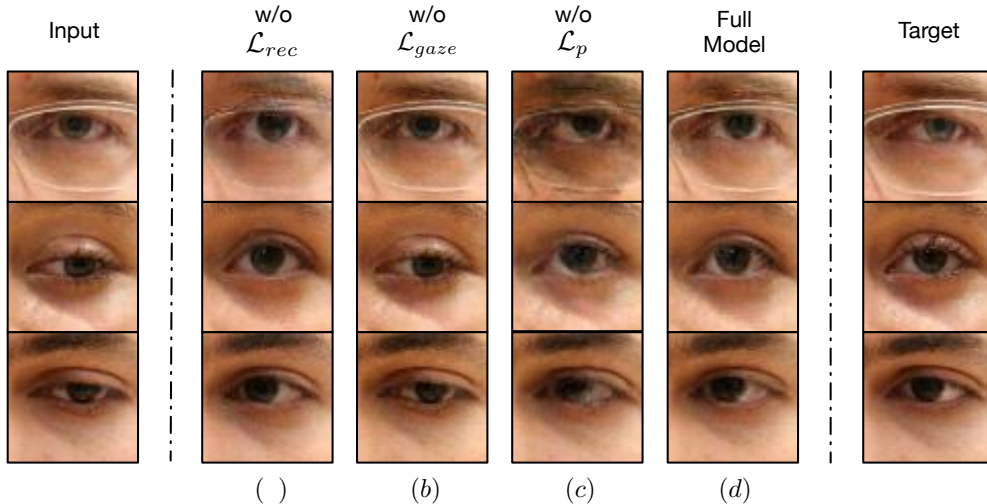 Input
w/o
L_rec
w/o
L_gaze
w/o
L_p
Full
Model
Target
( )
(b)
(c)
(d)